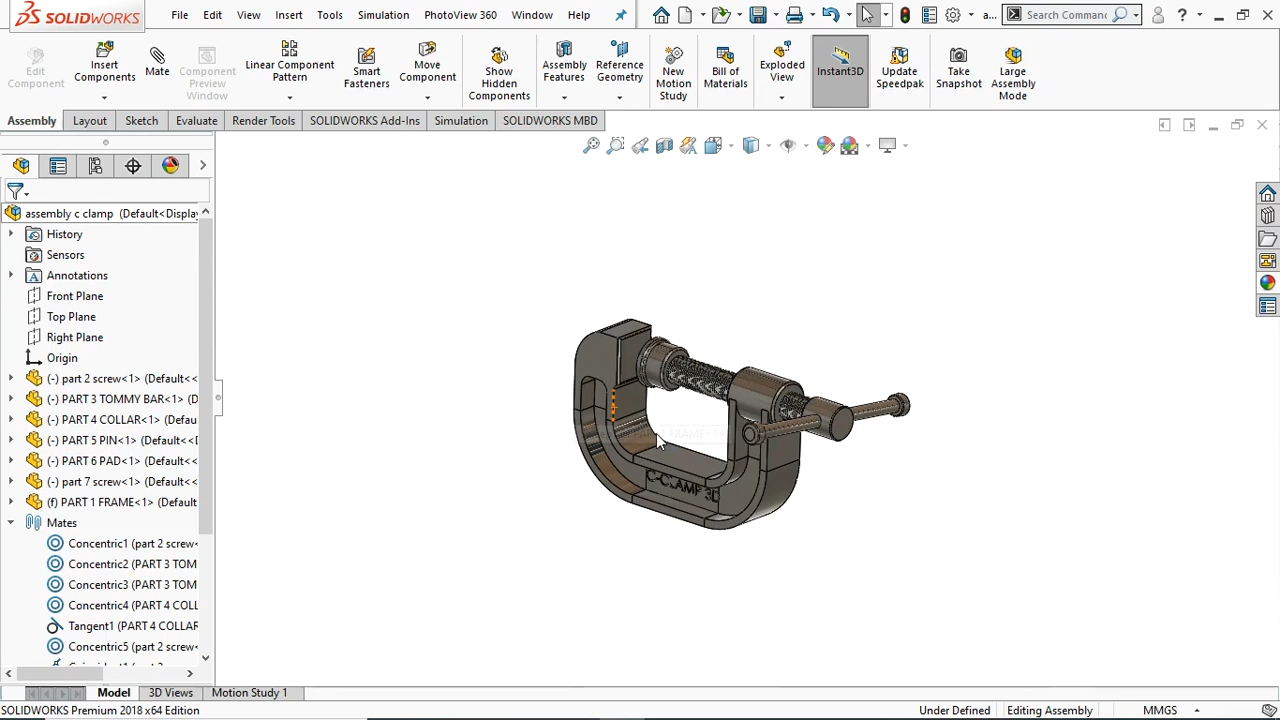 SOLIDWORKS File Edit View Insert Tools Simulation PhotoView 360 Window Help a... Search Commanc ?
Edit Component
Insert Components
Mate
Component Preview Window
Linear Component Pattern
Smart Fasteners
Move Component
Show Hidden Components
Assembly Features
Reference Geometry
New Motion Study
Bill of Materials
Exploded View
Instant3D
Update Speedpak
Take Snapshot
Large Assembly Mode
Assembly Layout Sketch Evaluate Render Tools SOLIDWORKS Add-Ins Simulation SOLIDWORKS MBD
assembly c clamp (Default<Display
History
Sensors
Annotations
Front Plane
Top Plane
Right Plane
Origin
(-) part 2 screw<1> (Default<<
(-) PART 3 TOMMY BAR<1> (D
(-) PART 4 COLLAR<1> (Defau
(-) PART 5 PIN<1> (Default<<
(-) PART 6 PAD<1> (Default<<
(-) part 7 screw<1> (Default<<
(f) PART 1 FRAME<1> (Default
Mates
Concentric1 (part 2 screw<
Concentric2 (PART 3 TOM
Concentric3 (PART 3 TOM
Concentric4 (PART 4 COLL
Tangent1 (PART 4 COLLAR
Concentric5 (part 2 screw<
C-CLAMP 3D
Model 3D Views Motion Study 1
SOLIDWORKS Premium 2018 x64 Edition Under Defined Editing Assembly MMGS